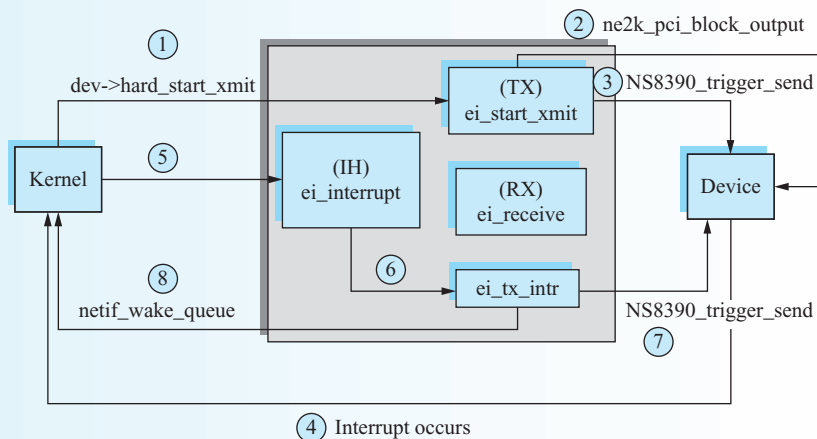 1
2 ne2k_pci_block_output
dev->hard_start_xmit
(TX)
ei_start_xmit
3 NS8390_trigger_send
Kernel
5
(IH)
ei_interrupt
(RX)
ei_receive
Device
6
8
netif_wake_queue
ei_tx_intr
NS8390_trigger_send
7
4 Interrupt occurs